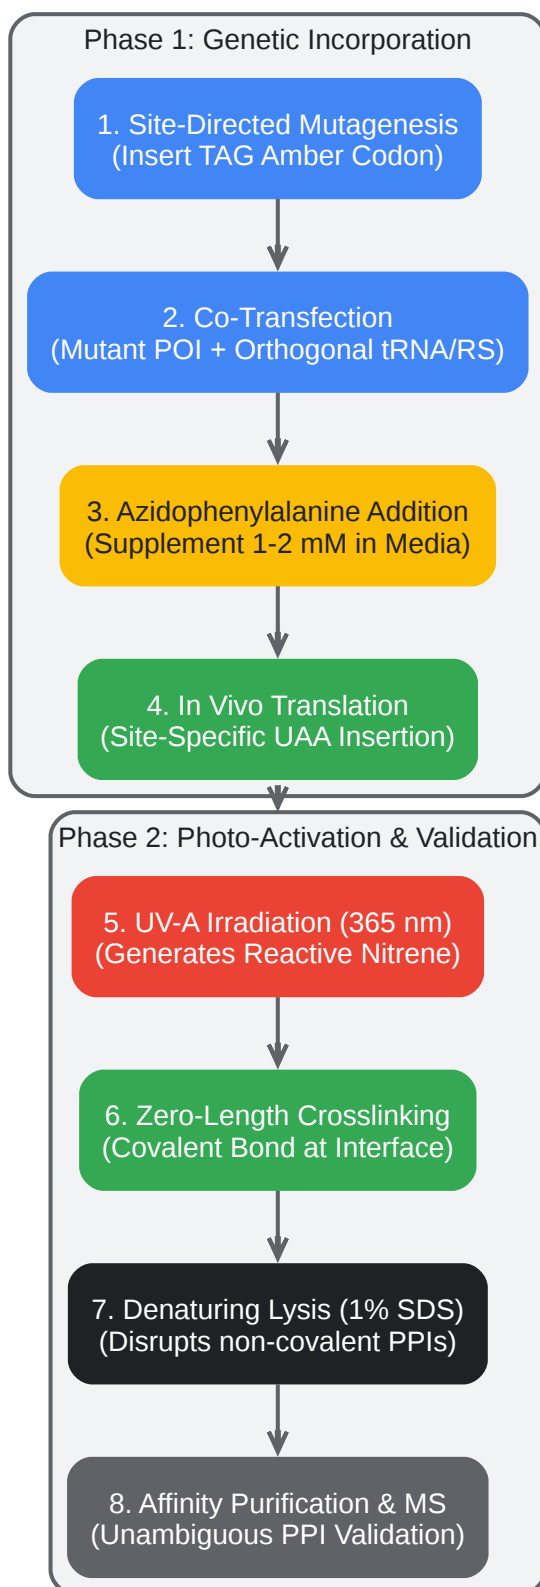 Phase 1: Genetic Incorporation
1. Site-Directed Mutagenesis
(Insert TAG Amber Codon)
2. Co-Transfection
(Mutant POI + Orthogonal tRNA/RS)
3. Azidophenylalanine Addition
(Supplement 1-2 mM in Media)
4. In Vivo Translation
(Site-Specific UAA Insertion)
Phase 2: Photo-Activation & Validation
5. UV-A Irradiation (365 nm)
(Generates Reactive Nitrene)
6. Zero-Length Crosslinking
(Covalent Bond at Interface)
7. Denaturing Lysis (1% SDS)
(Disrupts non-covalent PPIs)
8. Affinity Purification & MS
(Unambiguous PPI Validation)